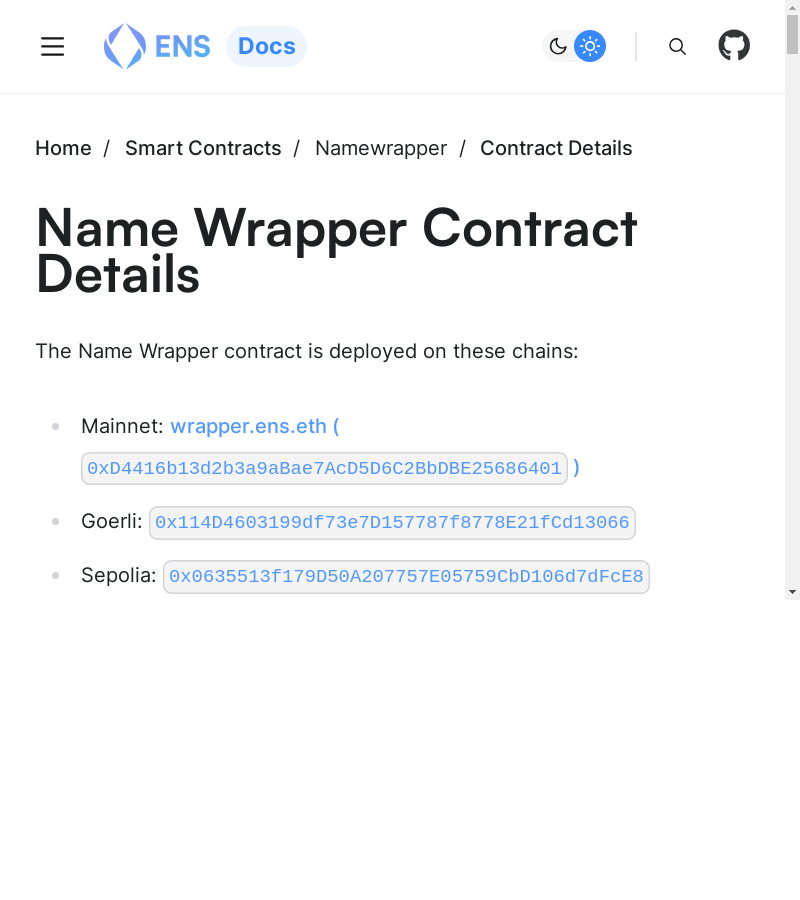 ENS Docs
Home / Smart Contracts / Namewrapper / Contract Details
Name Wrapper Contract
Details
The Name Wrapper contract is deployed on these chains:
Mainnet: wrapper.ens.eth (
0xD4416b13d2b3a9aBae7AcD5D6C2BbDBE25686401 )
Goerli: 0x114D4603199df73e7D157787f8778E21fCd13066
Sepolia: 0x0635513f179D50A207757E05759CbD106d7dFcE8